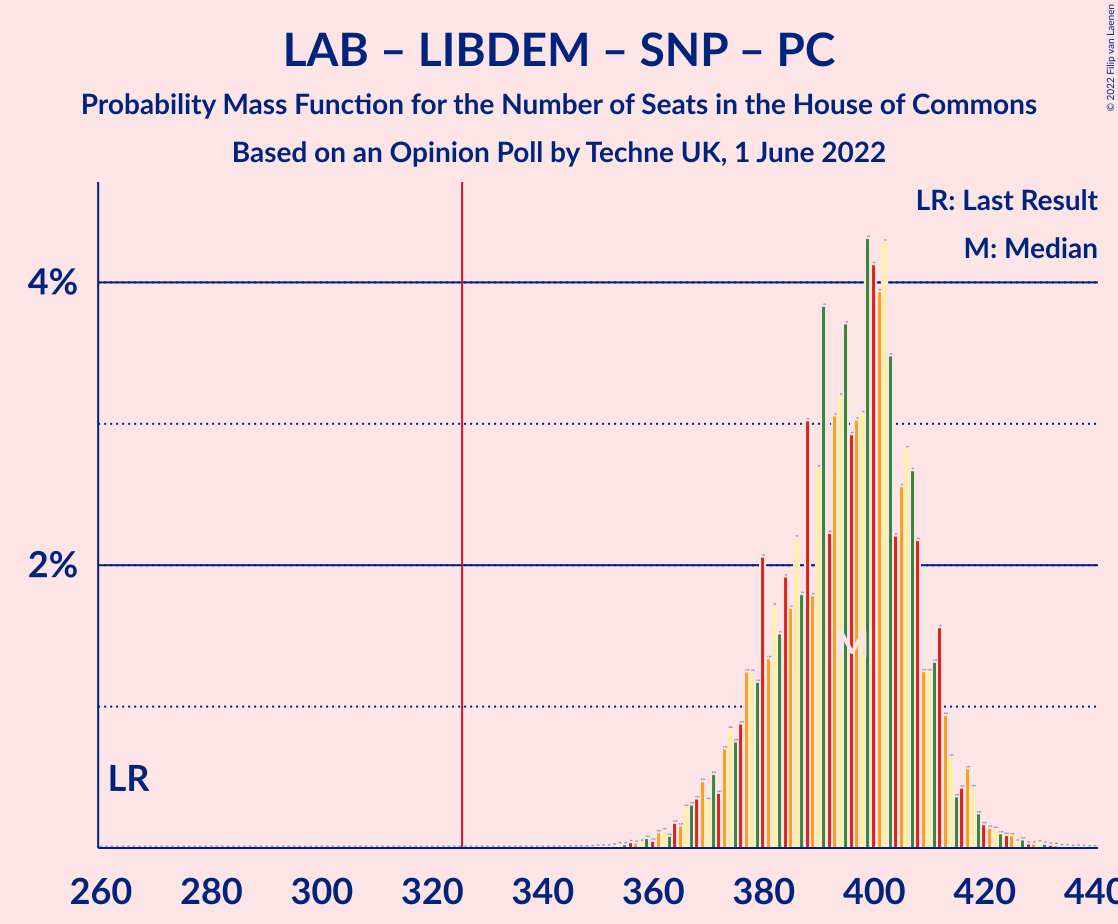 LAB – LIBDEM – SNP – PC
Probability Mass Function for the Number of Seats in the House of Commons
Based on an Opinion Poll by Techne UK, 1 June 2022
© 2022 Filip van Laenen
LR: Last Result
M: Median
4%
2%
LR
M
260 280 300 320 340 360 380 400 420 440